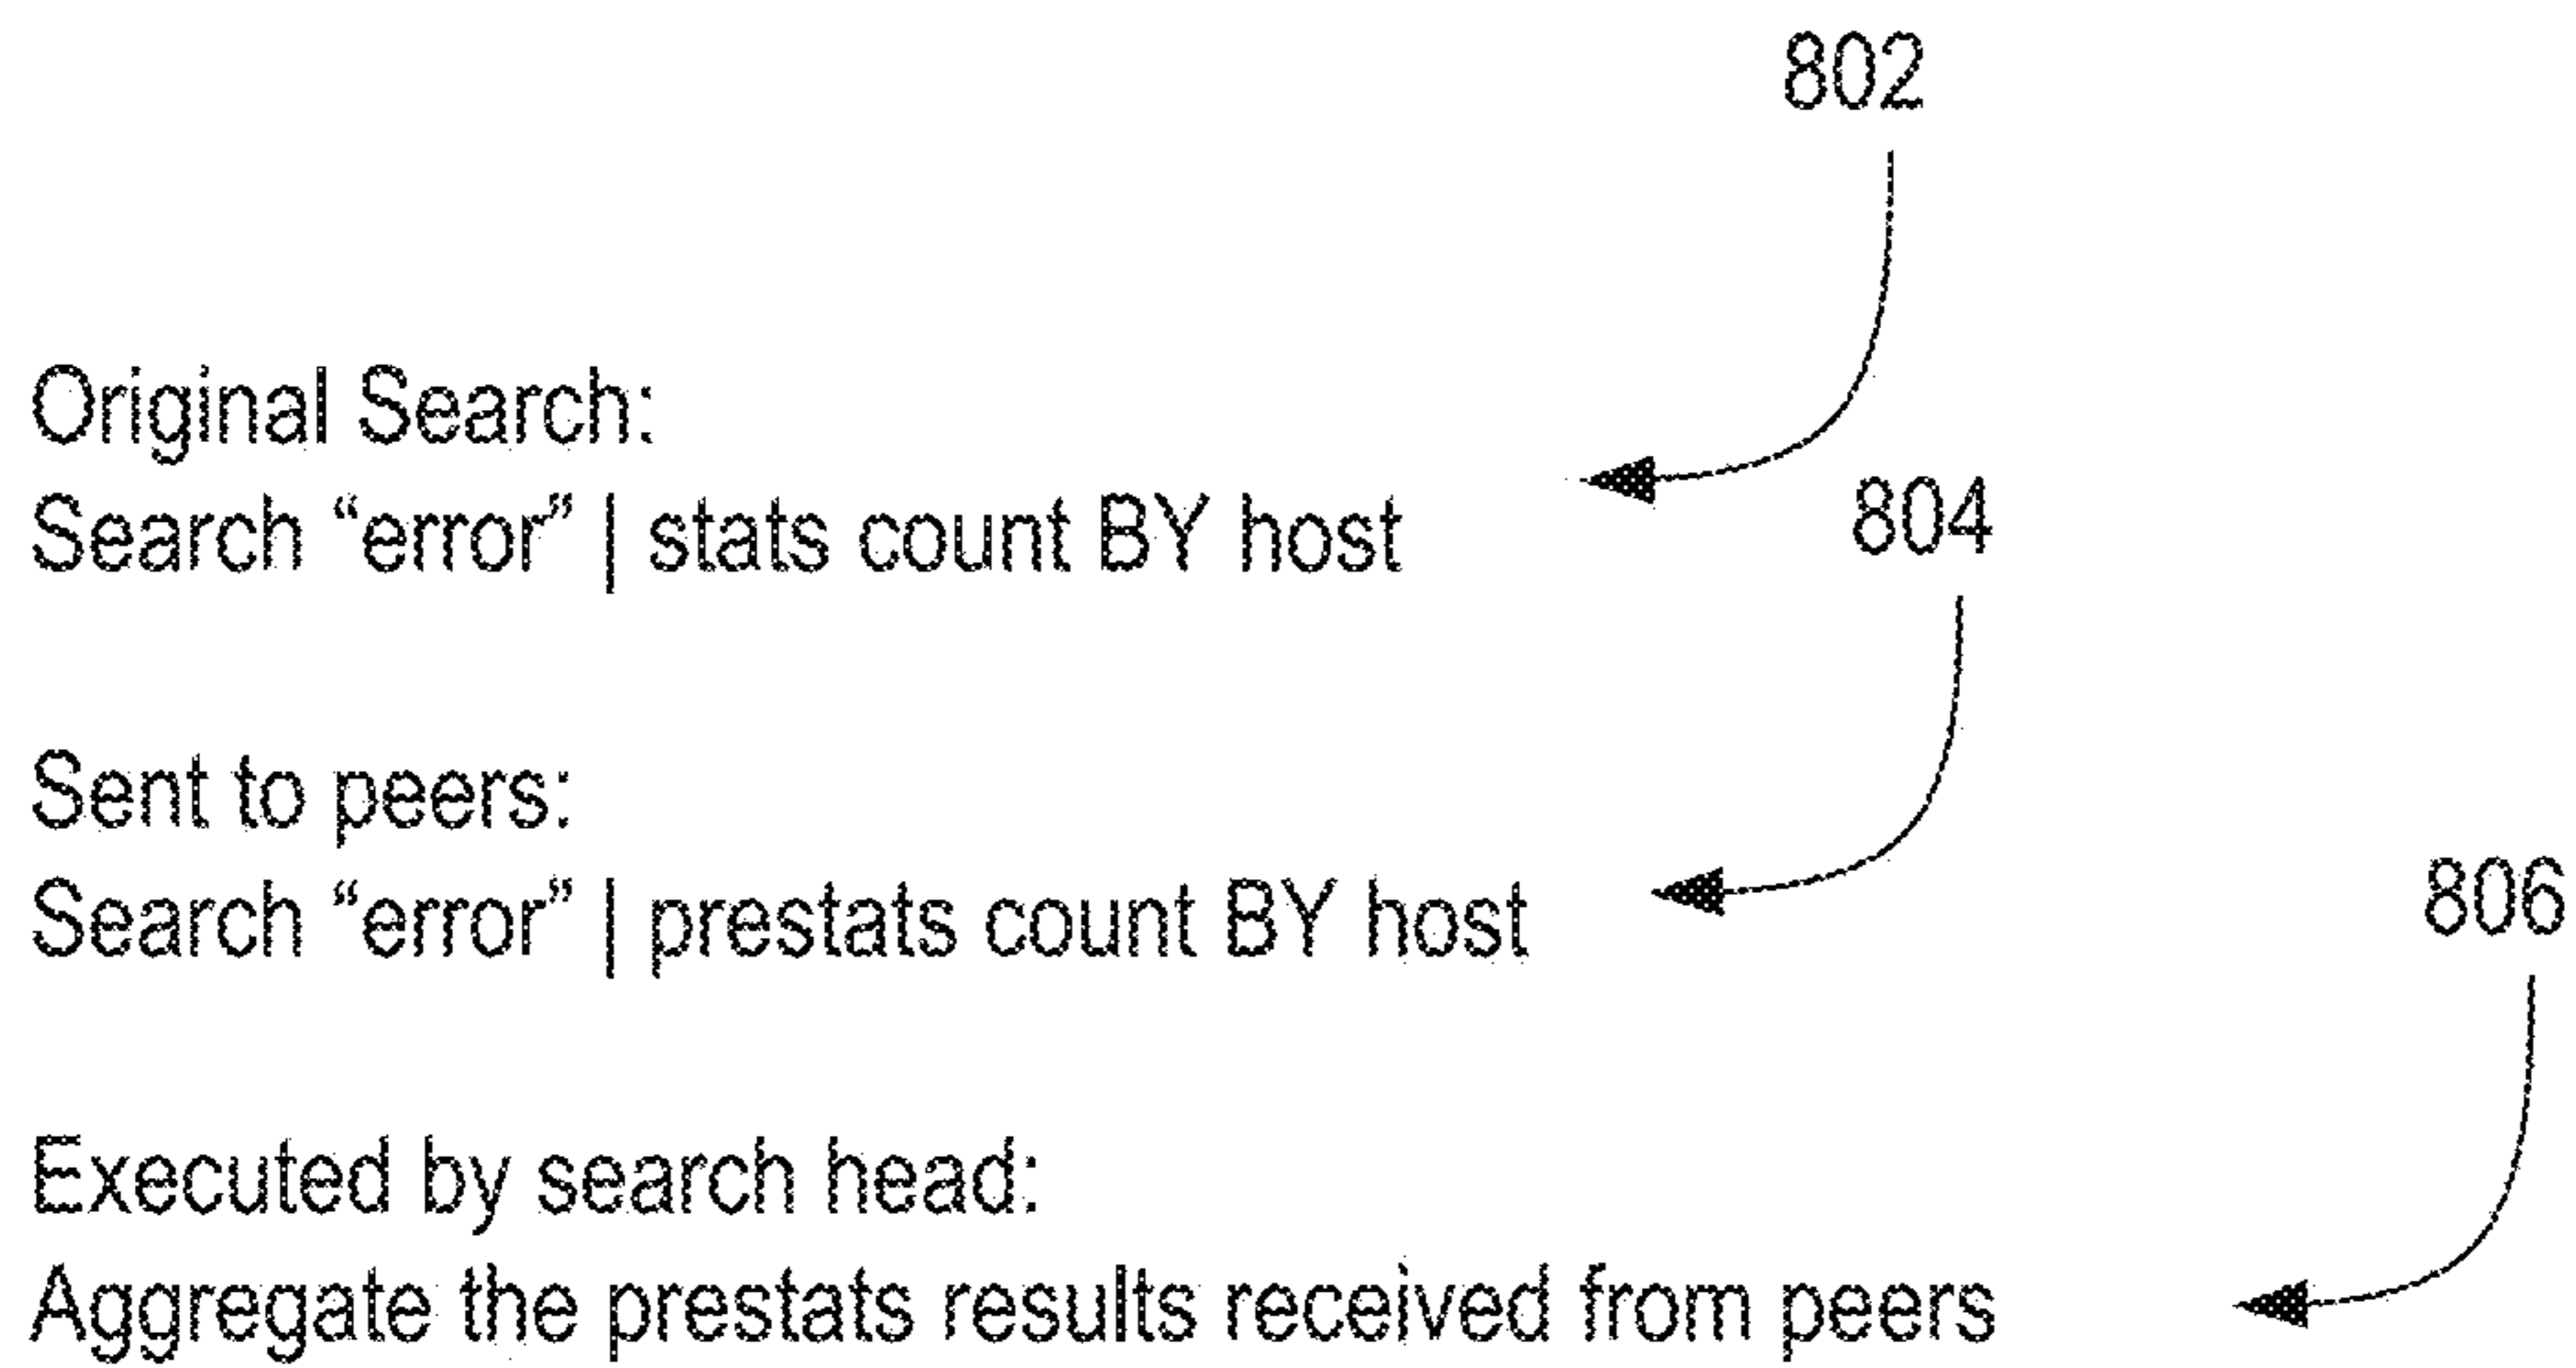 802
Original Search:
Search “error” | stats count BY host
804
Sent to peers:
Search “error” | prestats count BY host
806
Executed by search head:
Aggregate the prestats results received from peers